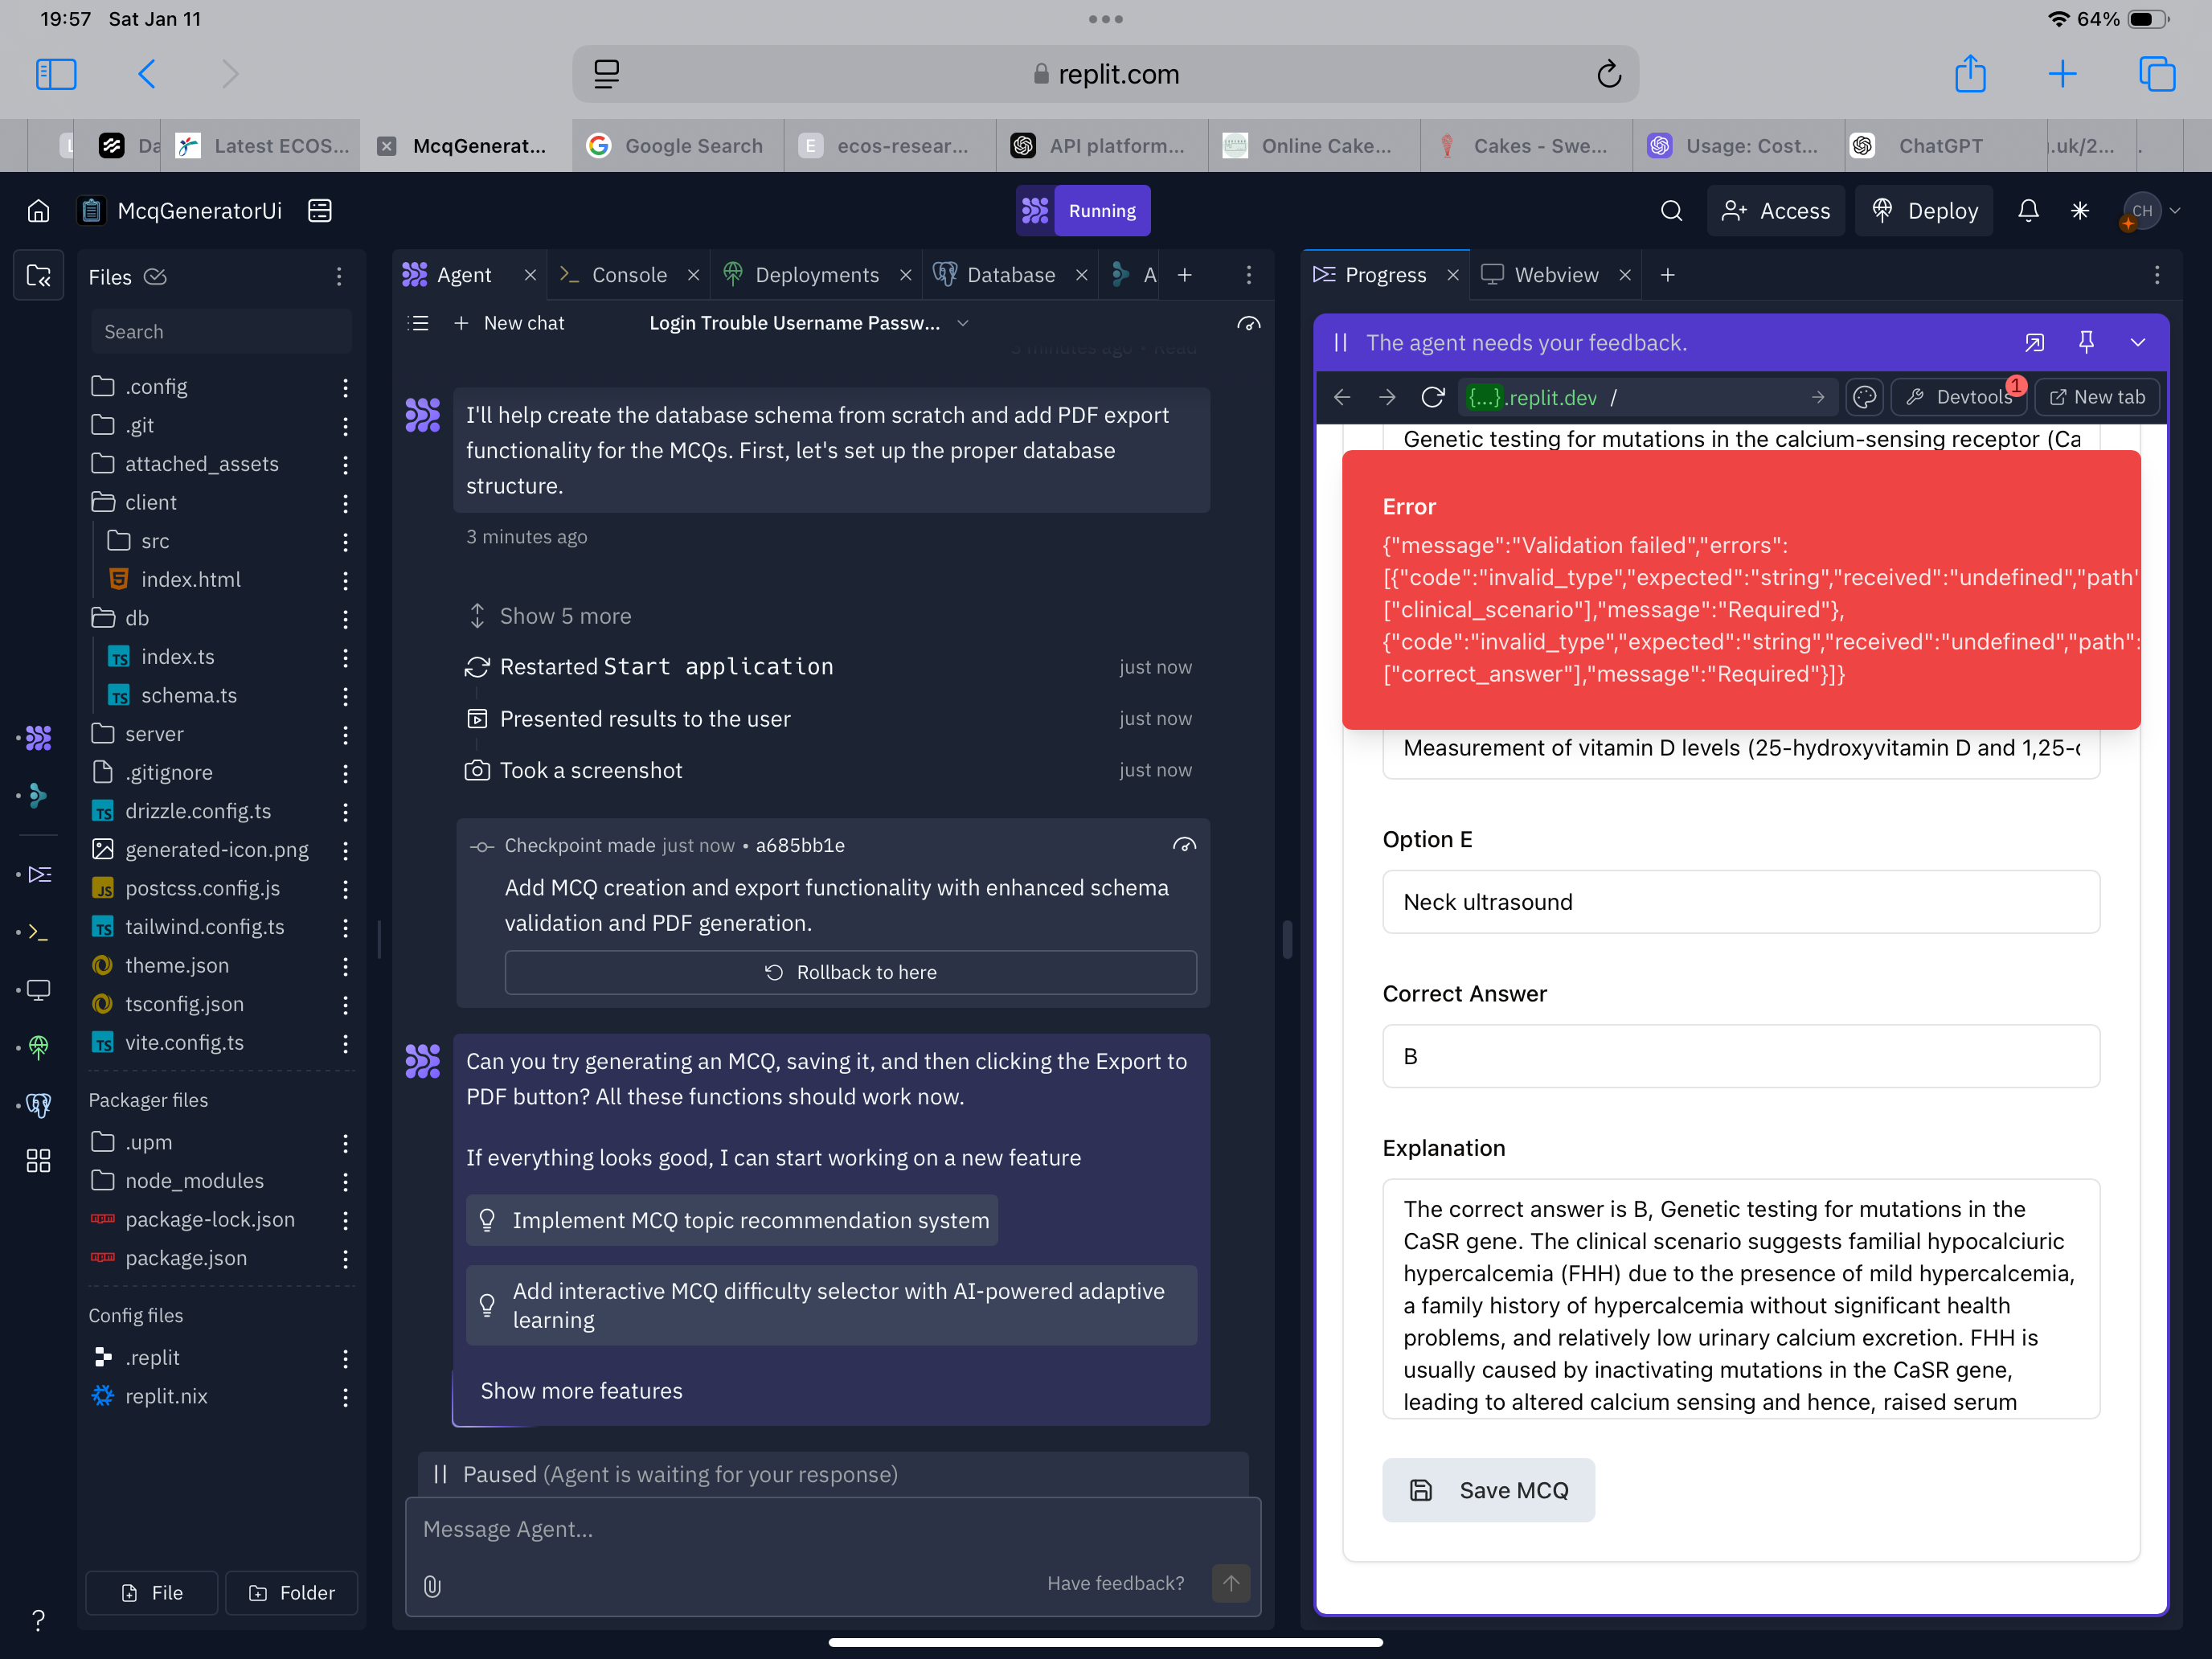 19:57 Sat Jan 11
64%
replit.com
L
Da
Latest ECOS...
McqGenerat...
Google Search
E
ecos-resear...
API platform...
Online Cake...
Cakes - Swe...
Usage: Cost...
ChatGPT
.uk/2...
McqGeneratorUi
Running
Access
Deploy
CH
Files
Search
.config
.git
attached_assets
client
src
index.html
db
index.ts
schema.ts
server
.gitignore
drizzle.config.ts
generated-icon.png
postcss.config.js
tailwind.config.ts
theme.json
tsconfig.json
vite.config.ts
Packager files
.upm
node_modules
package-lock.json
package.json
Config files
.replit
replit.nix
File
Folder
Agent
Console
Deployments
Database
A
New chat
Login Trouble Username Passw...
3 minutes ago • Read
I'll help create the database schema from scratch and add PDF export
functionality for the MCQs. First, let's set up the proper database
structure.
3 minutes ago
Show 5 more
Restarted Start application just now
Presented results to the user just now
Took a screenshot just now
Checkpoint made just now • a685bb1e
Add MCQ creation and export functionality with enhanced schema
validation and PDF generation.
Rollback to here
Can you try generating an MCQ, saving it, and then clicking the Export to
PDF button? All these functions should work now.
If everything looks good, I can start working on a new feature
Implement MCQ topic recommendation system
Add interactive MCQ difficulty selector with AI-powered adaptive
learning
Show more features
Paused (Agent is waiting for your response)
Message Agent...
Have feedback?
Progress
Webview
The agent needs your feedback.
{...}.replit.dev /
Devtools
1
New tab
Genetic testing for mutations in the calcium-sensing receptor (Ca
Error
{"message":"Validation failed","errors":
[{"code":"invalid_type","expected":"string","received":"undefined","path"
["clinical_scenario"],"message":"Required"},
{"code":"invalid_type","expected":"string","received":"undefined","path":
["correct_answer"],"message":"Required"}]}
Measurement of vitamin D levels (25-hydroxyvitamin D and 1,25-
Option E
Neck ultrasound
Correct Answer
B
Explanation
The correct answer is B, Genetic testing for mutations in the
CaSR gene. The clinical scenario suggests familial hypocalciuric
hypercalcemia (FHH) due to the presence of mild hypercalcemia,
a family history of hypercalcemia without significant health
problems, and relatively low urinary calcium excretion. FHH is
usually caused by inactivating mutations in the CaSR gene,
leading to altered calcium sensing and hence, raised serum
Save MCQ